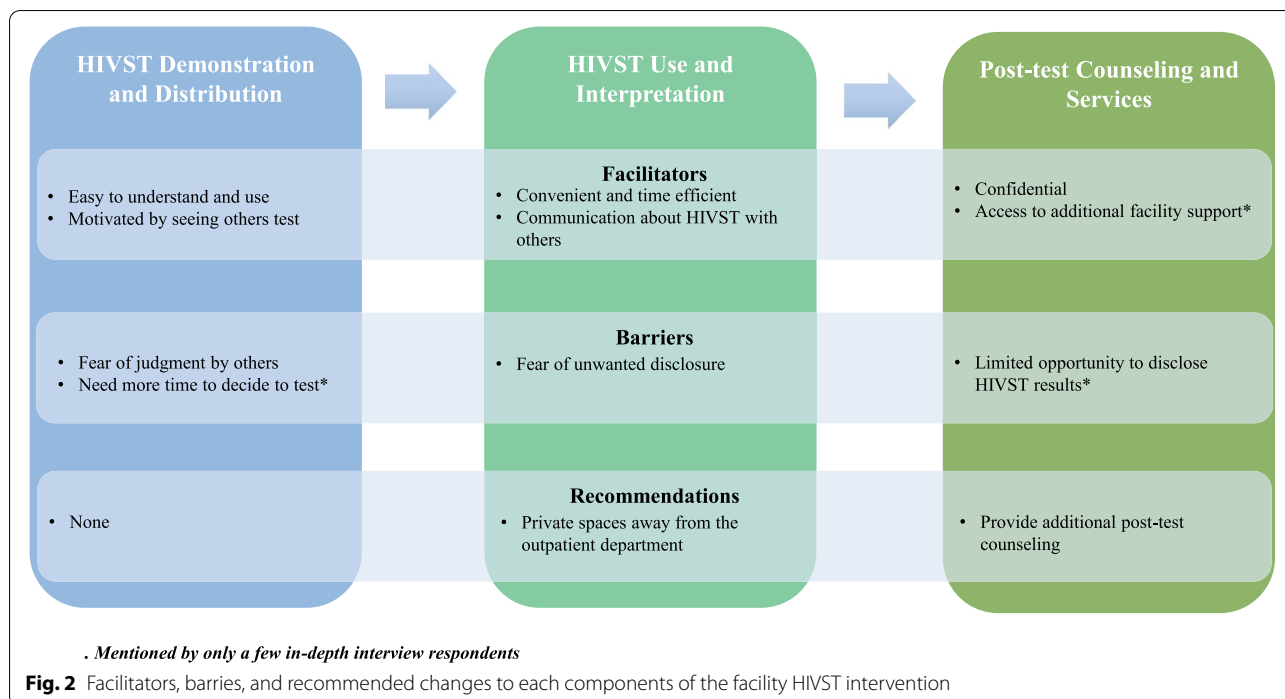 HIVST Demonstration
and Distribution
HIVST Use and
Interpretation
Post-test Counseling and
Services
Facilitators
• Easy to understand and use
• Motivated by seeing others test
• Convenient and time efficient
• Communication about HIVST with
others
• Confidential
• Access to additional facility support*
Barriers
• Fear of judgment by others
• Need more time to decide to test*
• Fear of unwanted disclosure
• Limited opportunity to disclose
HIVST results*
Recommendations
• None
• Private spaces away from the
outpatient department
• Provide additional post-test
counseling
. Mentioned by only a few in-depth interview respondents
Fig. 2 Facilitators, barries, and recommended changes to each components of the facility HIVST intervention